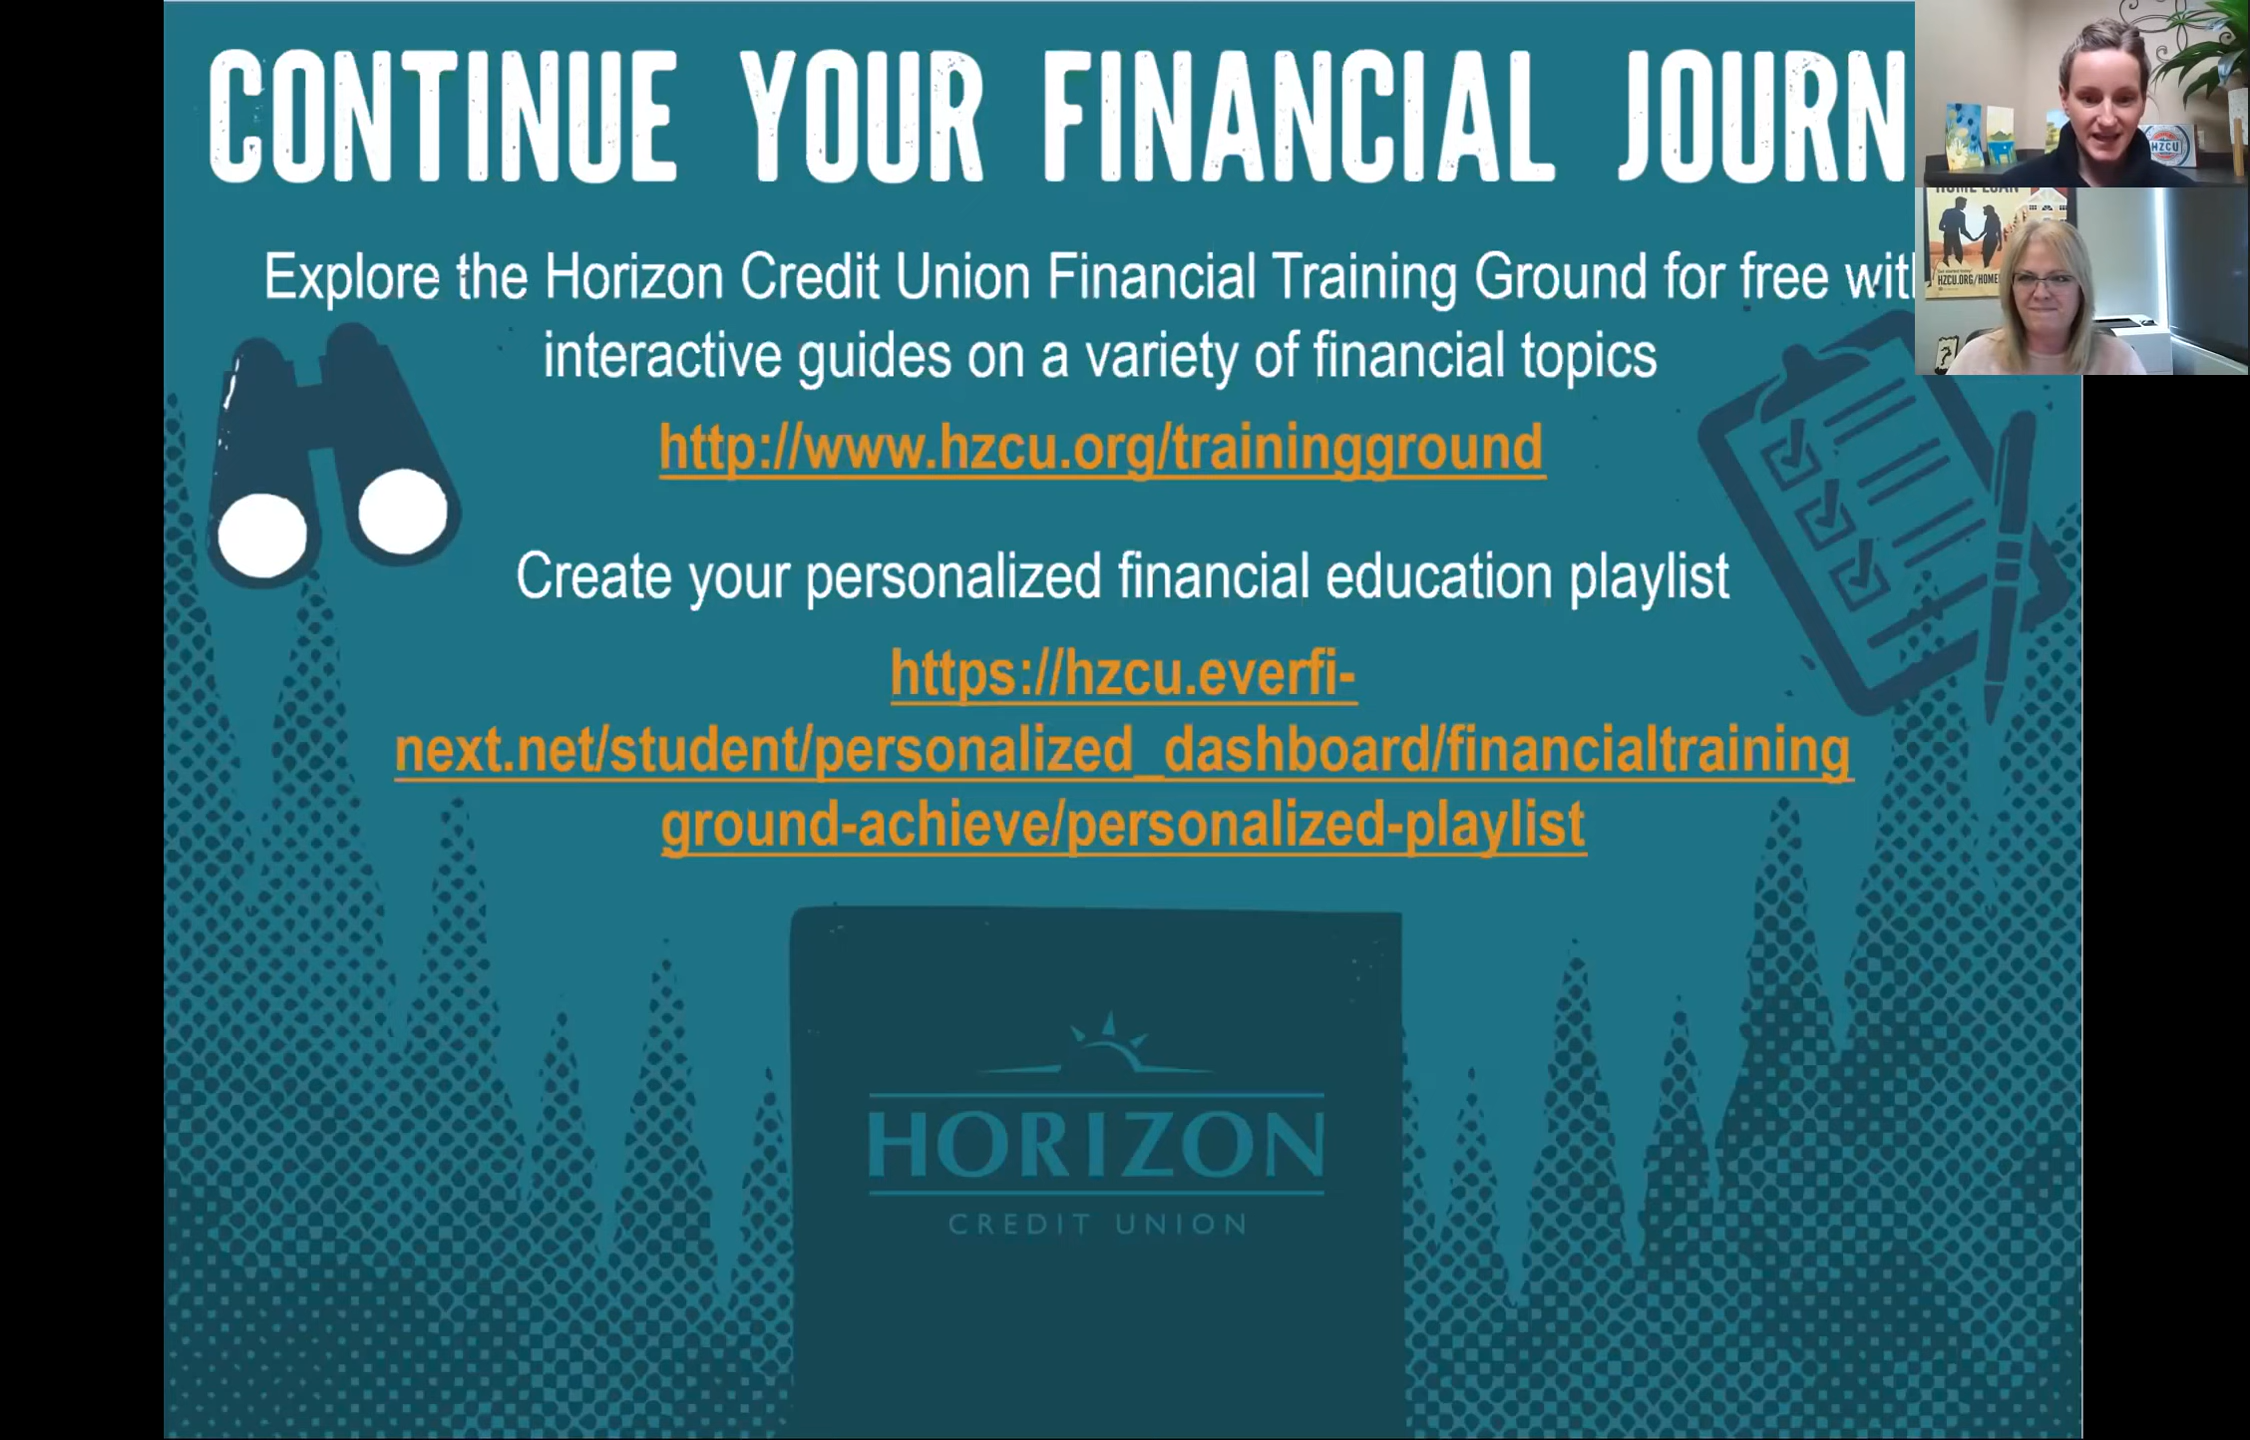 CONTINUE YOUR FINANCIAL JOURN
Explore the Horizon Credit Union Financial Training Ground for free
interactive guides on a variety of financial topics
http://www.hzcu.org/trainingground
Create your personalized financial education playlist
https://hzcu.everfi-
next.net/student/personalized_dashboard/financialtraining
ground-achieve/personalized-playlist
HORIZON
CREDIT UNION
HZCU
HOME LOAN
HZCU.ORG/HOME